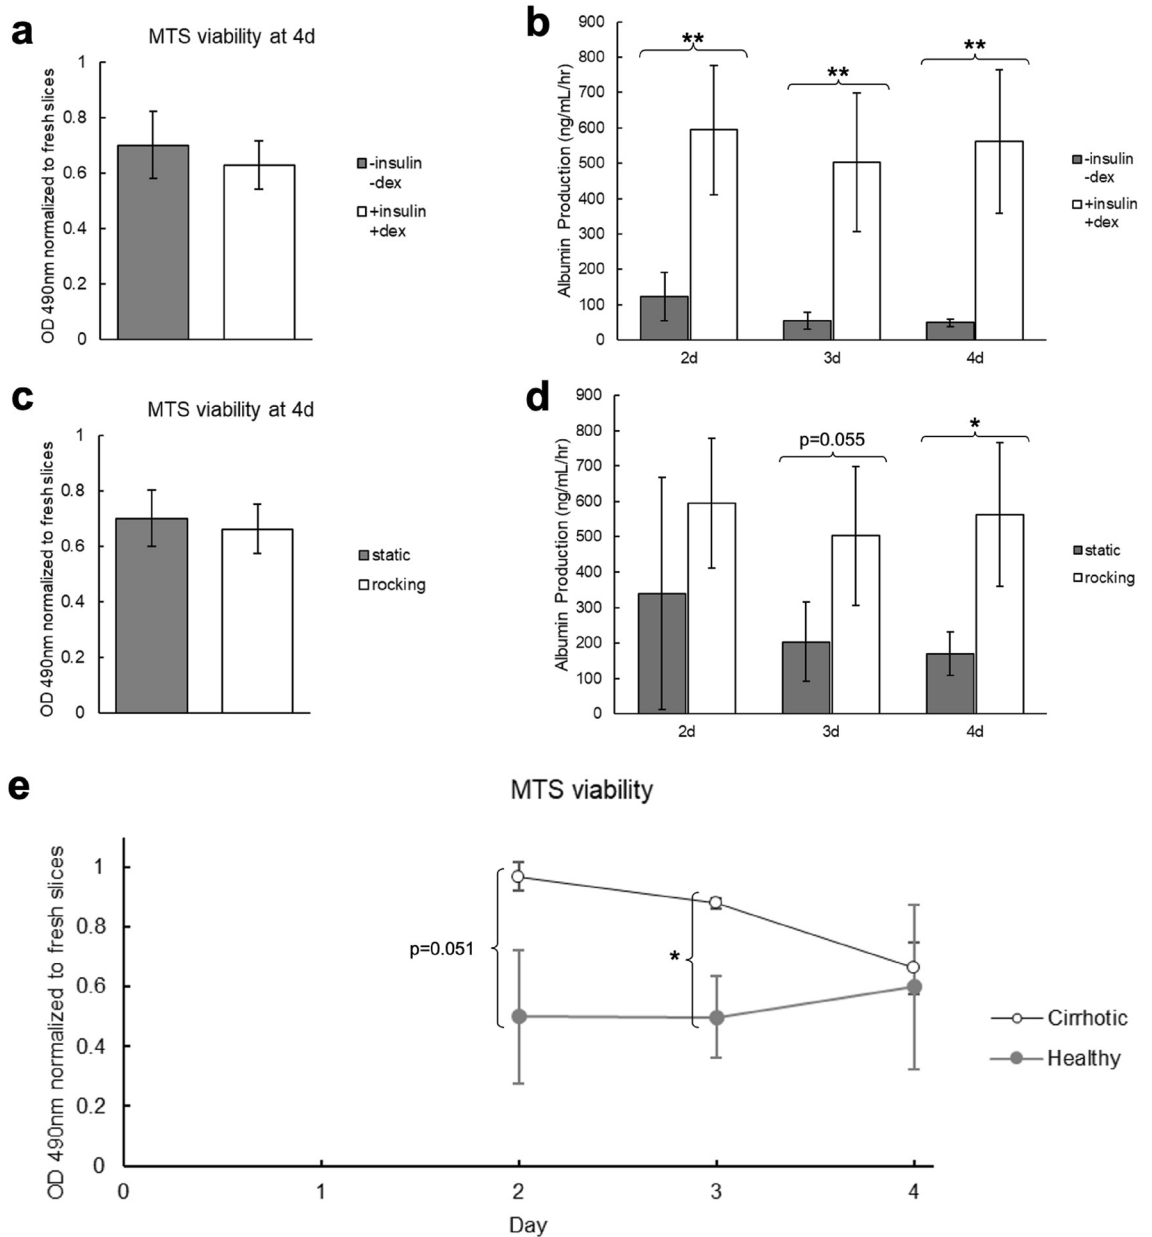 a
MTS viability at 4d
OD 490nm normalized to fresh slices
1
0.8
0.6
0.4
0.2
0
-insulin
-dex
+insulin
+dex
b
Albumin Production (ng/mL/hr)
900
800
700
600
500
400
300
200
100
0
**
**
**
2d
3d
4d
-insulin
-dex
+insulin
+dex
c
MTS viability at 4d
OD 490nm normalized to fresh slices
1
0.8
0.6
0.4
0.2
0
static
rocking
d
Albumin Production (ng/mL/hr)
900
800
700
600
500
400
300
200
100
0
p=0.055
*
2d
3d
4d
static
rocking
e
MTS viability
OD 490nm normalized to fresh slices
1
0.8
0.6
0.4
0.2
0
p=0.051
*
0
1
2
3
4
Day
Cirrhotic
Healthy